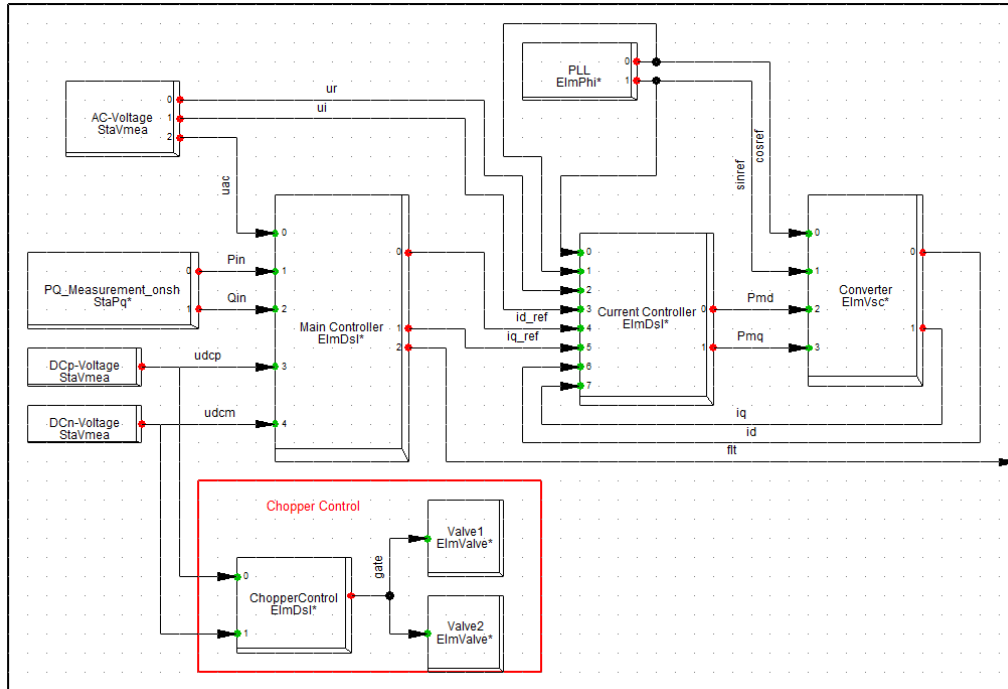 PLL
ElmPhi*
0
1
AC-Voltage
StaVmea
0
1
2
ur
ui
uac
cosref
sinref
PQ_Measurement_onsh
StaPq*
0
1
Pin
Qin
DCp-Voltage
StaVmea
udcp
DCn-Voltage
StaVmea
udcm
Main Controller
ElmDsl*
0
1
2
3
4
0
1
2
id_ref
iq_ref
Current Controller
ElmDsl*
0
1
2
3
4
5
6
7
0
1
Pmd
Pmq
Converter
ElmVsc*
0
1
2
3
0
1
iq
id
flt
Chopper Control
ChopperControl
ElmDsl*
0
1
gate
Valve1
ElmValve*
Valve2
ElmValve*